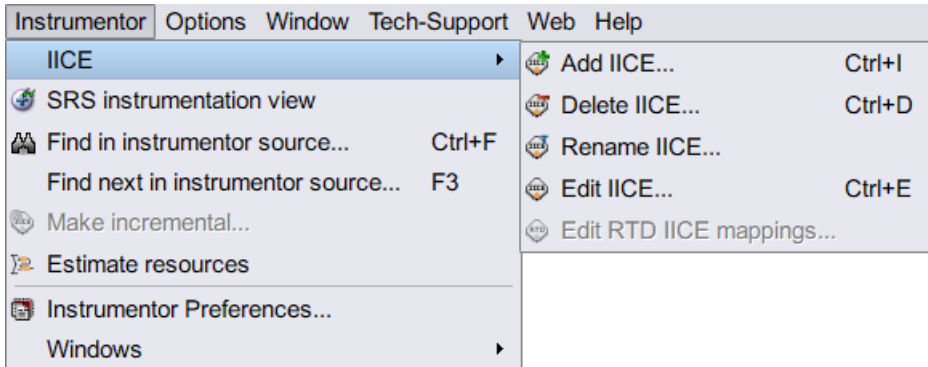 Instrumentor Options Window Tech-Support Web Help
IICE
SRS instrumentation view
Find in instrumentor source... Ctrl+F
Find next in instrumentor source... F3
Make incremental...
Estimate resources
Instrumentor Preferences...
Windows
Add IICE... Ctrl+I
Delete IICE... Ctrl+D
Rename IICE...
Edit IICE... Ctrl+E
Edit RTD IICE mappings...